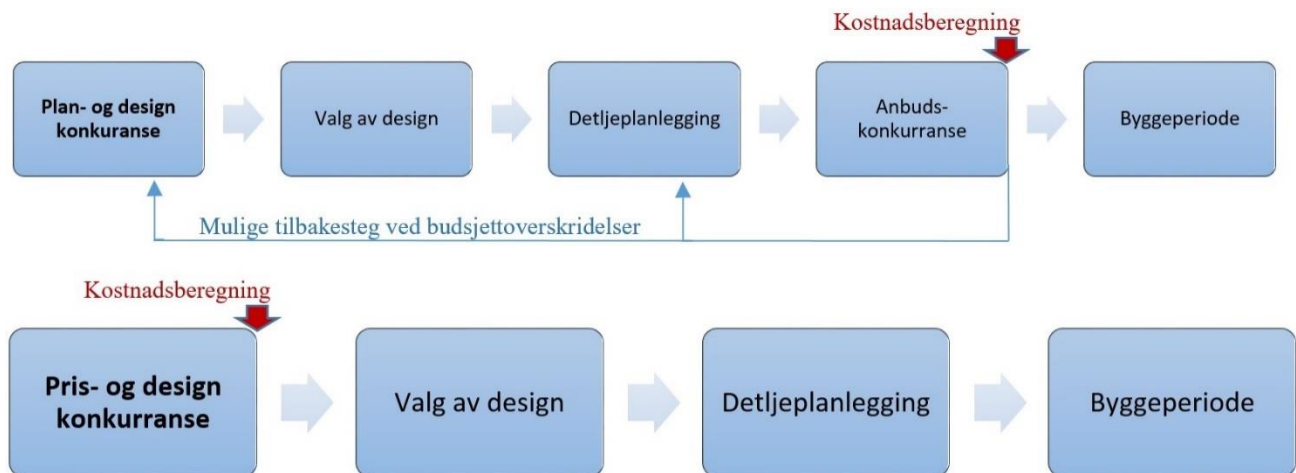 Kostnadsberegning
Plan- og design
konkuranse
Valg av design
Detljeplanlegging
Anbuds-
konkurranse
Byggeperiode
Mulige tilbakesteg ved budsjettoverskridelser
Kostnadsberegning
Pris- og design
konkurranse
Valg av design
Detljeplanlegging
Byggeperiode